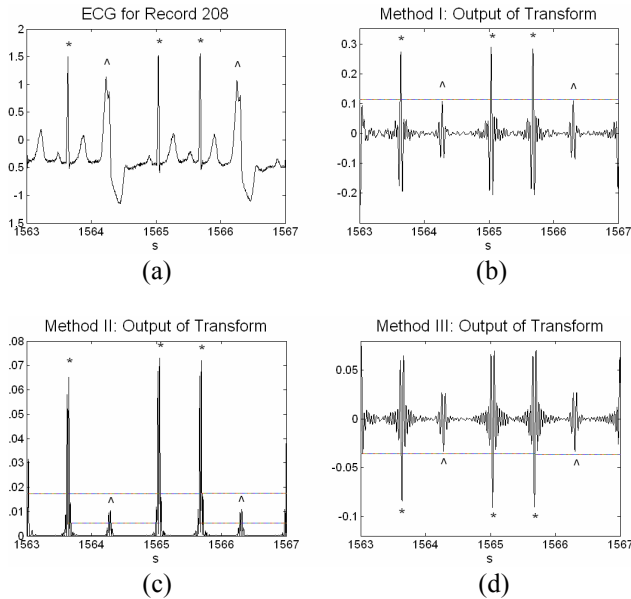 ECG for Record 208
2
1.5
1
0.5
0
-0.5
-1
1.5
* ^ * * ^
1563 1564 1565 1566 1567
s
(a)
Method I: Output of Transform
0.3
0.2
0.1
0
-0.1
-0.2
* ^ * * ^
1563 1564 1565 1566 1567
s
(b)
Method II: Output of Transform
.08
.07
.06
.05
.04
.03
.02
.01
0
* ^ * * ^
1563 1564 1565 1566 1567
s
(c)
Method III: Output of Transform
0.05
0
-0.05
-0.1
* ^ * * ^
1563 1564 1565 1566 1567
s
(d)